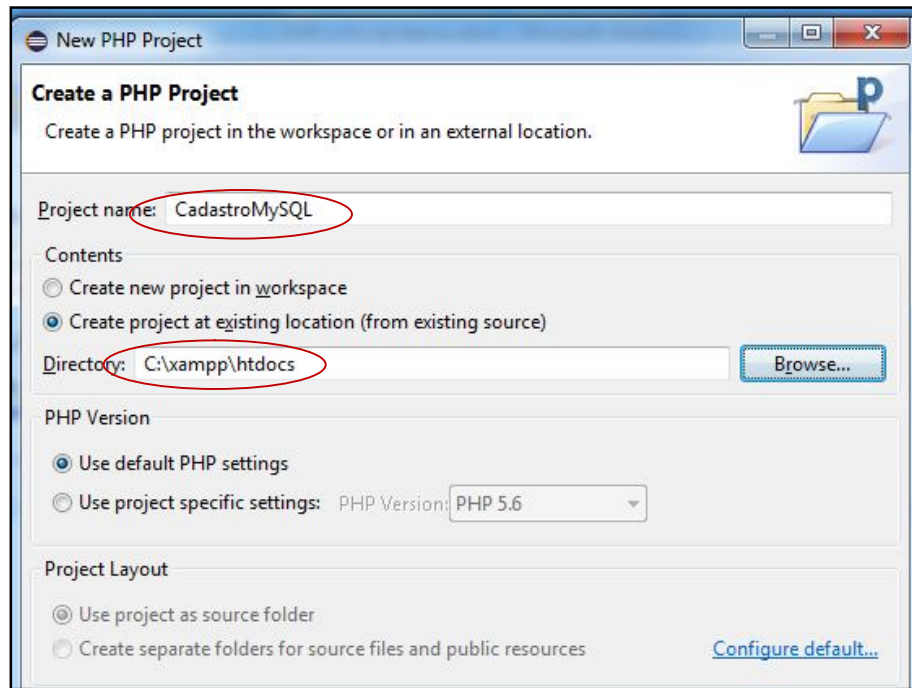 New PHP Project
Create a PHP Project
Create a PHP project in the workspace or in an external location.
p
Project name: CadastroMySQL
Contents
Create new project in workspace
Create project at existing location (from existing source)
Directory: C:\xampp\htdocs Browse...
PHP Version
Use default PHP settings
Use project specific settings: PHP Version: PHP 5.6
Project Layout
Use project as source folder
Create separate folders for source files and public resources Configure default...